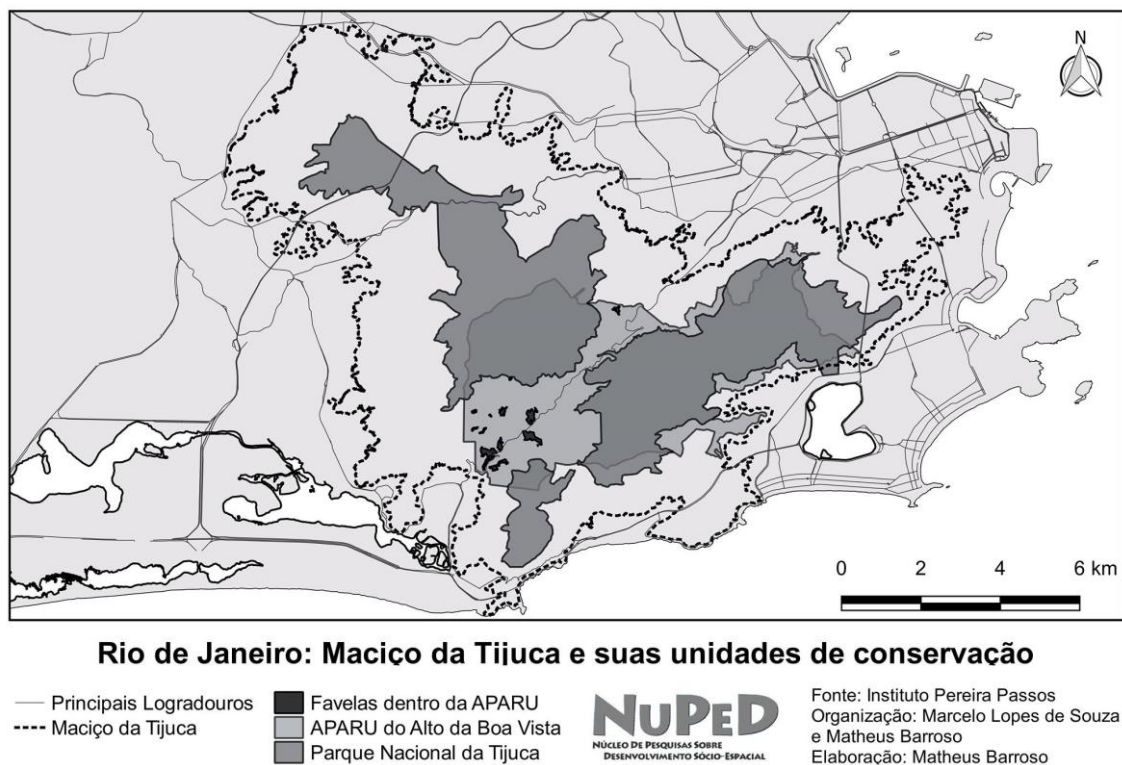 N
0 2 4 6 km
Rio de Janeiro: Maciço da Tijuca e suas unidades de conservação
Principais Logradouros
Maciço da Tijuca
Favelas dentro da APARU
APARU do Alto da Boa Vista
Parque Nacional da Tijuca
NUPED
NÚCLEO DE PESQUISAS SOBRE
DESENVOLVIMENTO SÓCIO-ESPACIAL
Fonte: Instituto Pereira Passos
Organização: Marcelo Lopes de Souza
e Matheus Barroso
Elaboração: Matheus Barroso